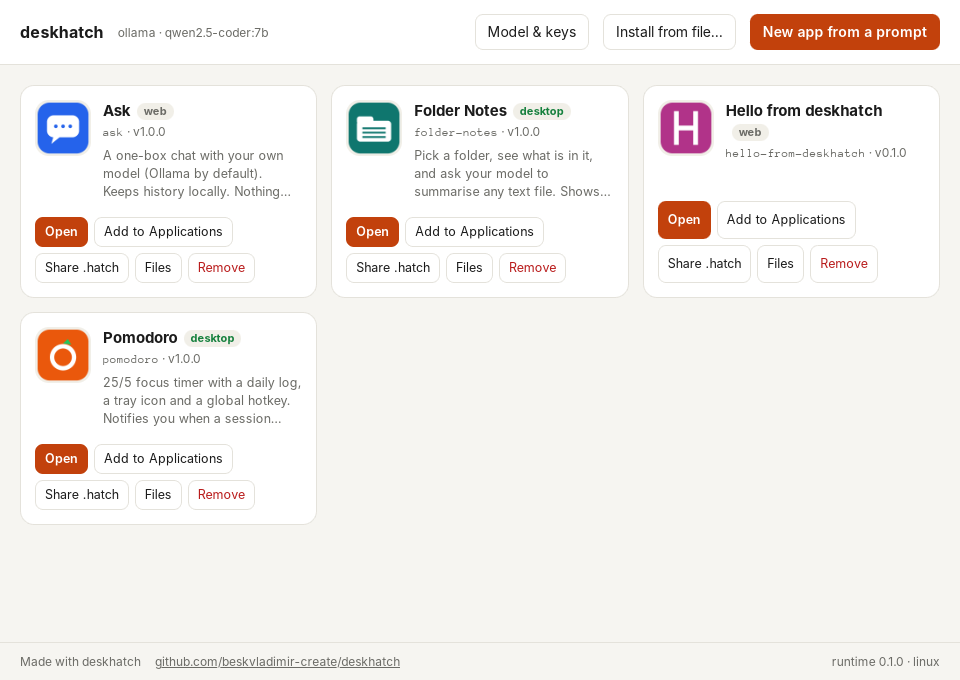 deskhatch ollama · qwen2.5-coder:7b Model & keys Install from file... New app from a prompt
Ask web
ask · v1.0.0
A one-box chat with your own
model (Ollama by default).
Keeps history locally. Nothing...
Open Add to Applications
Share .hatch Files Remove
Folder Notes desktop
folder-notes · v1.0.0
Pick a folder, see what is in it,
and ask your model to
summarise any text file. Shows...
Open Add to Applications
Share .hatch Files Remove
H
Hello from deskhatch
web
hello-from-deskhatch · v0.1.0
Open Add to Applications
Share .hatch Files Remove
Pomodoro desktop
pomodoro · v1.0.0
25/5 focus timer with a daily log,
a tray icon and a global hotkey.
Notifies you when a session...
Open Add to Applications
Share .hatch Files Remove
Made with deskhatch github.com/beskvladimir-create/deskhatch runtime 0.1.0 · linux